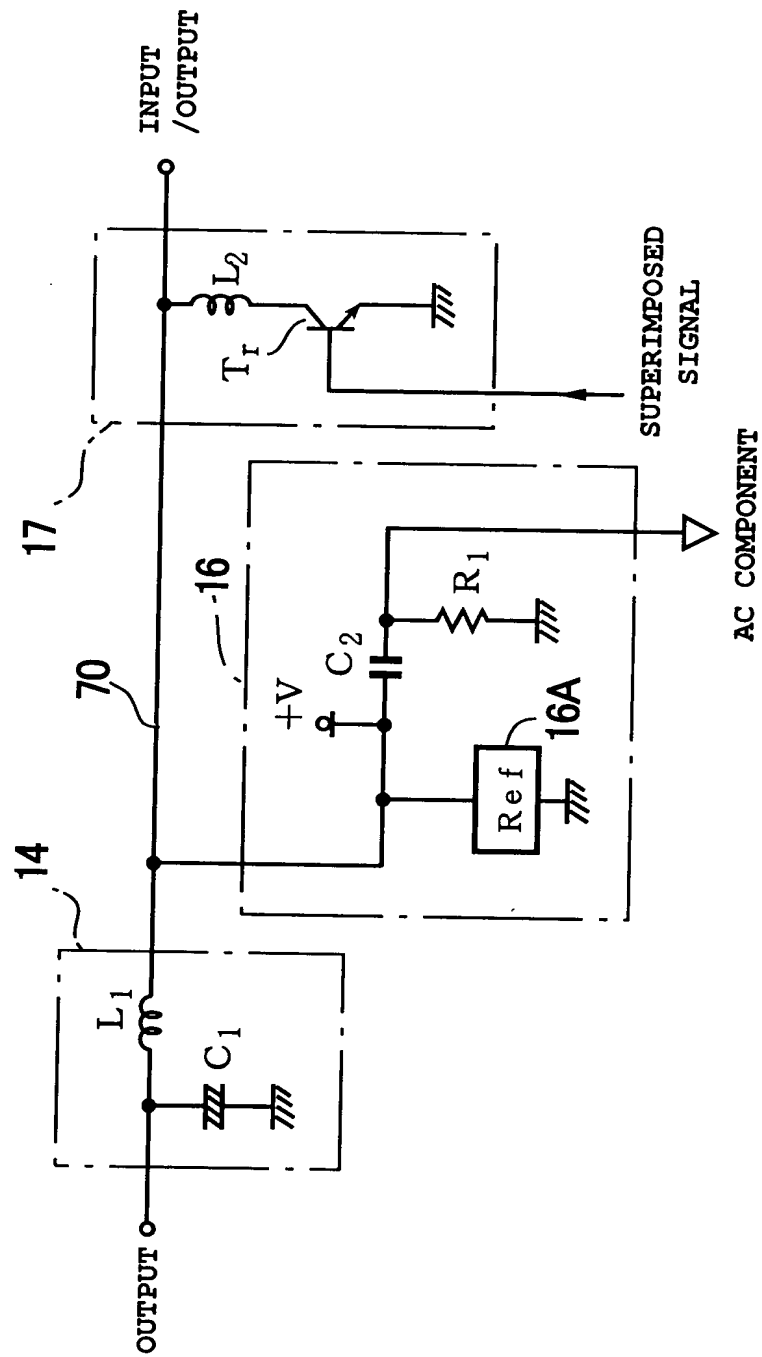 INPUT
/OUTPUT
17
L2
Tr
SUPERIMPOSED
SIGNAL
70
16
+V
C2
R1
16A
Ref
AC COMPONENT
14
L1
C1
OUTPUT